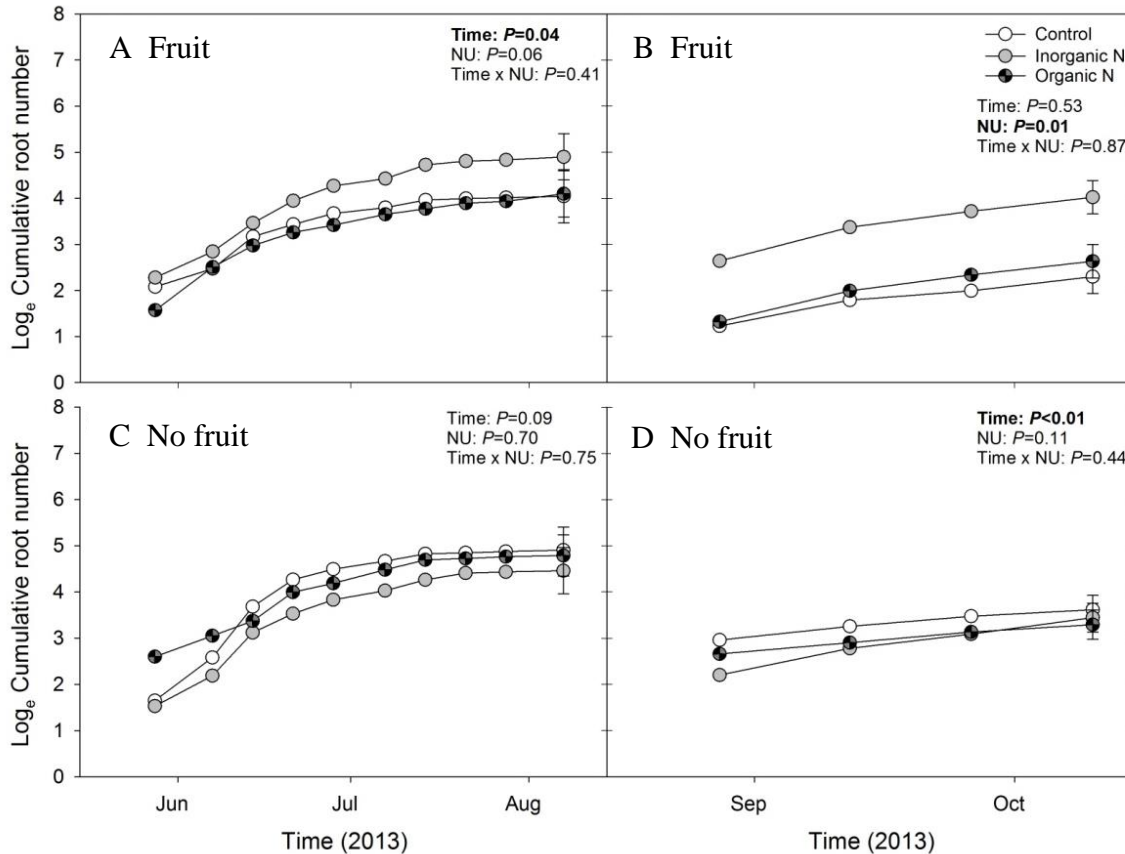 A Fruit
Time: P=0.04
NU: P=0.06
Time x NU: P=0.41
B Fruit
Control
Inorganic N
Organic N
Time: P=0.53
NU: P=0.01
Time x NU: P=0.87
8
7
6
5
4
3
2
1
0
Logₑ Cumulative root number
C No fruit
Time: P=0.09
NU: P=0.70
Time x NU: P=0.75
D No fruit
Time: P<0.01
NU: P=0.11
Time x NU: P=0.44
8
7
6
5
4
3
2
1
0
Logₑ Cumulative root number
Jun
Jul
Aug
Sep
Oct
Time (2013)
Time (2013)